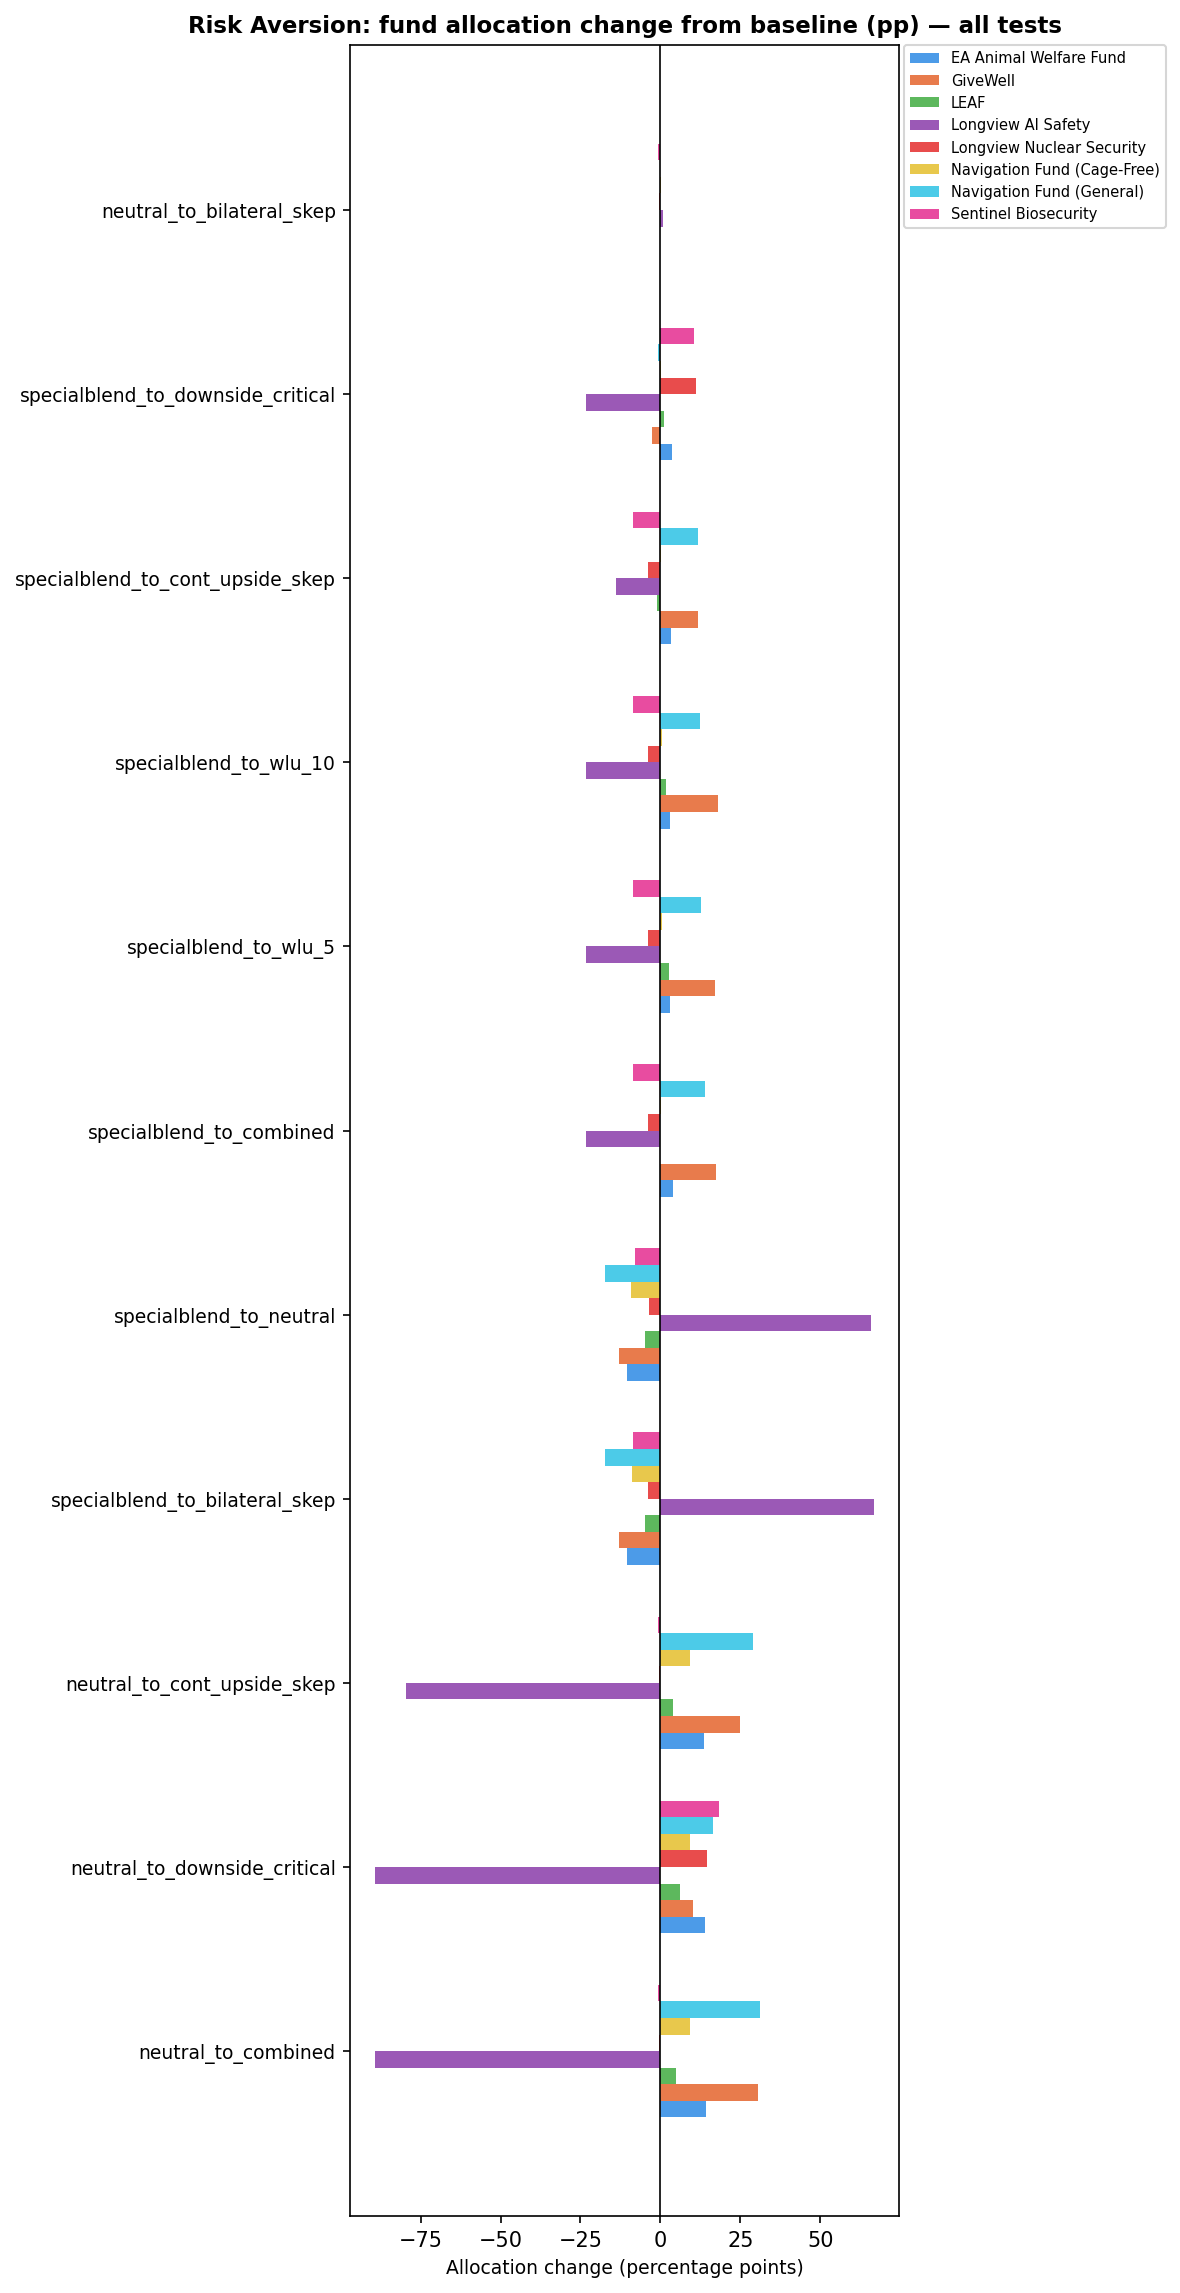 Risk Aversion: fund allocation change from baseline (pp) — all tests
EA Animal Welfare Fund
GiveWell
LEAF
Longview AI Safety
Longview Nuclear Security
Navigation Fund (Cage-Free)
Navigation Fund (General)
Sentinel Biosecurity
neutral_to_bilateral_skep
specialblend_to_downside_critical
specialblend_to_cont_upside_skep
specialblend_to_wlu_10
specialblend_to_wlu_5
specialblend_to_combined
specialblend_to_neutral
specialblend_to_bilateral_skep
neutral_to_cont_upside_skep
neutral_to_downside_critical
neutral_to_combined
−75 −50 −25 0 25 50
Allocation change (percentage points)